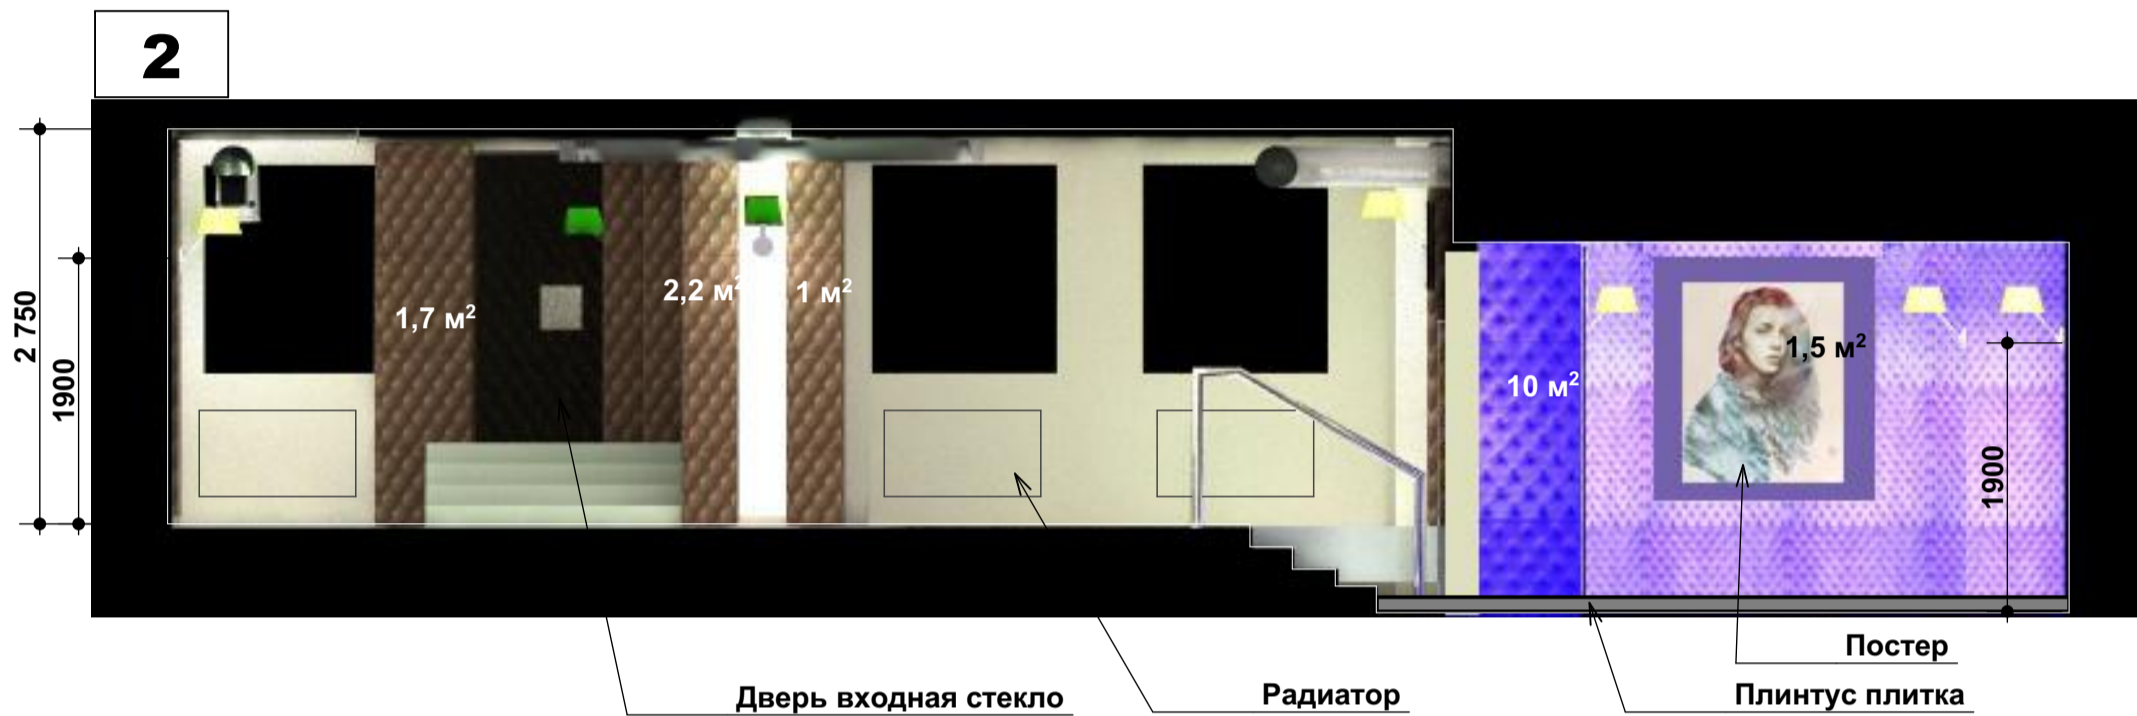 2
2 750
1900
1,7 м²
2,2 м²
1 м²
10 м²
1,5 м²
1900
Постер
Дверь входная стекло
Радиатор
Плинтус плитка